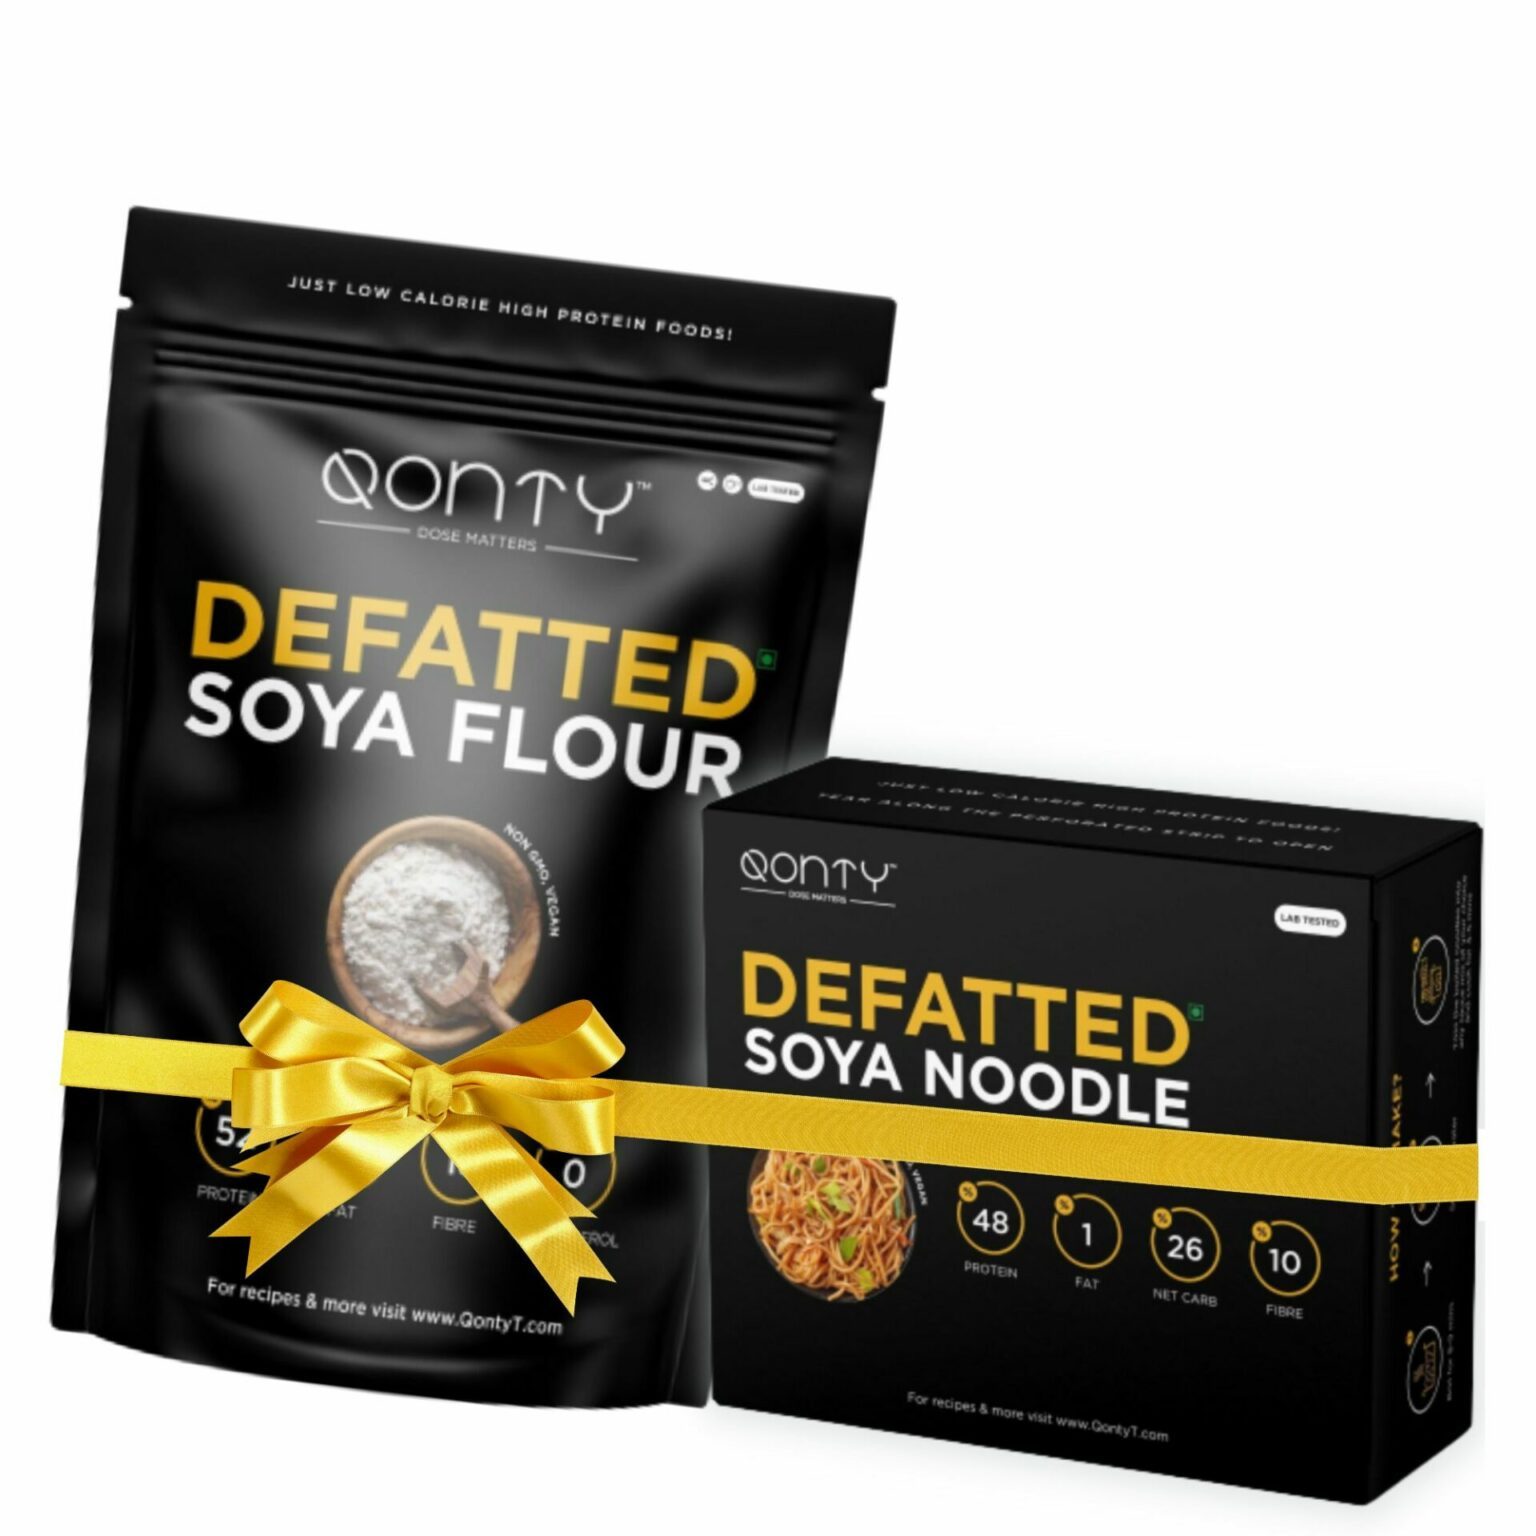 JUST LOW CALORIE HIGH PROTEIN FOODS!
QONTY™
DOSE MATTERS
LAB TESTED
DEFATTED
SOYA FLOUR
NON GMO, VEGAN
PROTEIN
FIBRE
0
For recipes & more visit www.QontyT.com
JUST LOW CALORIE HIGH PROTEIN FOODS!
TEAR ALONG THE PERFORATED STRIP TO OPEN
QONTY™
DOSE MATTERS
LAB TESTED
DEFATTED
SOYA NOODLE
VEGAN
% 48 % 1 % 26 % 10
PROTEIN FAT NET CARB FIBRE
For recipes & more visit www.QontyT.com
HOW